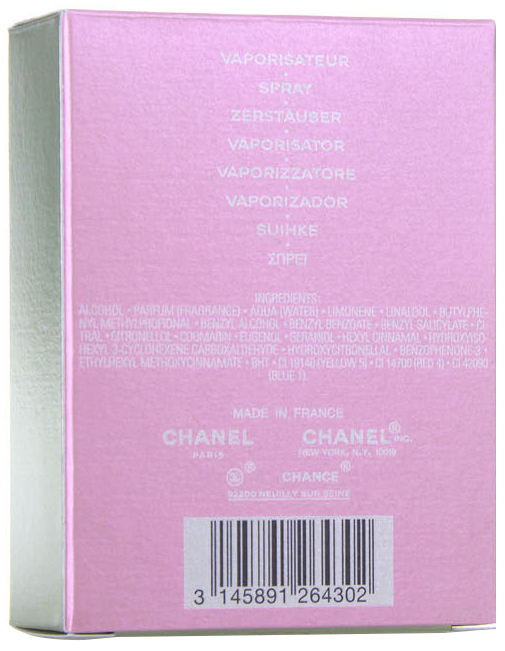 VAPORISATEUR
SPRAY
ZERSTÄUBER
VAPORISATOR
VAPORIZZATORE
VAPORIZADOR
SUIHKE
ΣΠΡΕΪ
INGREDIENTS:
ALCOHOL • PARFUM (FRAGRANCE) • AQUA (WATER) • LIMONENE • LINALOOL • BUTYLPHE-
NYL METHYLPROPIONAL • BENZYL ALCOHOL • BENZYL BENZOATE • BENZYL SALICYLATE • CI-
TRAL • CITRONELLOL • COUMARIN • EUGENOL • GERANIOL • HEXYL CINNAMAL • HYDROXYISO-
HEXYL 3-CYCLOHEXENE CARBOXALDEHYDE • HYDROXYCITRONELLAL • BENZOPHENONE-3 •
ETHYLHEXYL METHOXYCINNAMATE • BHT • CI 19140 (YELLOW 5) • CI 14700 (RED 4) • CI 42090
(BLUE 1).
MADE IN FRANCE
CHANEL CHANEL® INC.
PARIS NEW YORK, N.Y. 10019
® CHANCE®
92200 NEUILLY SUR SEINE
3 145891 264302